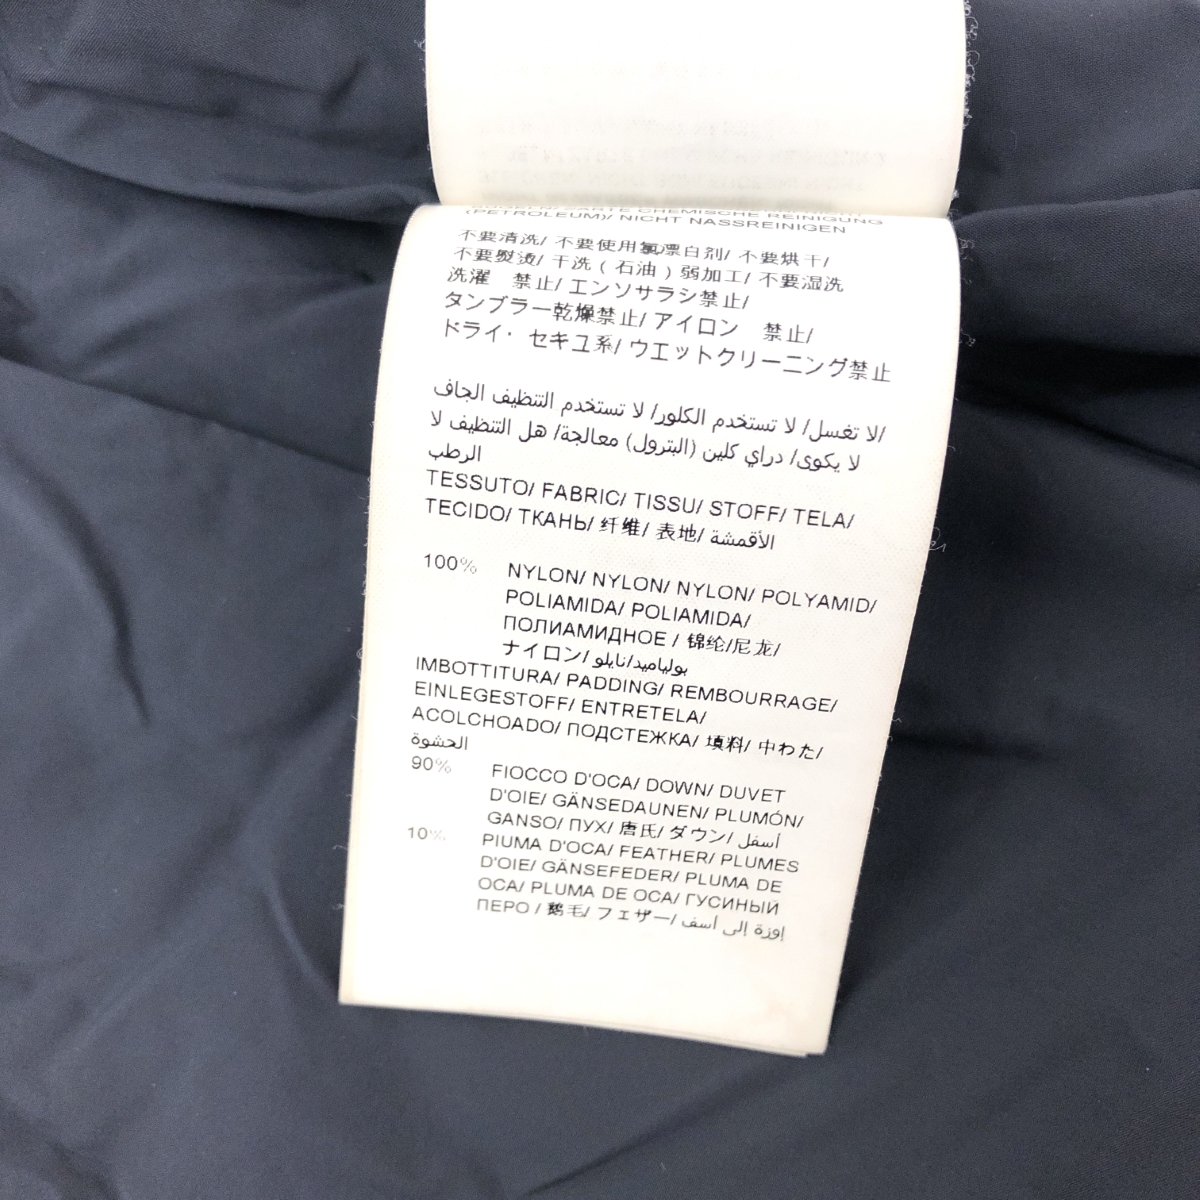 CHEMISCHE REINIGUNG
(PETROLEUM)/ NICHT NASSREINIGEN
不要清洗/ 不要使用氯漂白剂/ 不要烘干/
不要熨烫/ 干洗 ( 石油 ) 弱加工/ 不要湿洗
洗濯　禁止/ エンソサラシ禁止/
タンブラー乾燥禁止/ アイロン　禁止/
ドライ・ セキユ系/ ウエットクリーニング禁止
لا تغسل/ لا تستخدم الكلور/ لا تستخدم التنظيف الجاف/
لا يكوى/ دراي كلين (البترول) معالجة/ هل التنظيف لا
الرطب
TESSUTO/ FABRIC/ TISSU/ STOFF/ TELA/
TECIDO/ ТКАНЬ/ 纤维/ 表地/ الأقمشة
100% NYLON/ NYLON/ NYLON/ POLYAMID/
POLIAMIDA/ POLIAMIDA/
ПОЛИАМИДНОЕ / 锦纶/尼龙/
ナイロン/ بولياميد/نايلو
IMBOTTITURA/ PADDING/ REMBOURRAGE/
EINLEGESTOFF/ ENTRETELA/
ACOLCHOADO/ ПОДСТЕЖКА/ 填料/ 中わた/
الحشوة
90% FIOCCO D'OCA/ DOWN/ DUVET
D'OIE/ GÄNSEDAUNEN/ PLUMÓN/
GANSO/ ПУХ/ 唐氏/ ダウン/ أسفل
10% PIUMA D'OCA/ FEATHER/ PLUMES
D'OIE/ GÄNSEFEDER/ PLUMA DE
OCA/ PLUMA DE OCA/ ГУСИНЫЙ
ПЕРО / 鹅毛/ フェザー/ إوزة إلى أسف